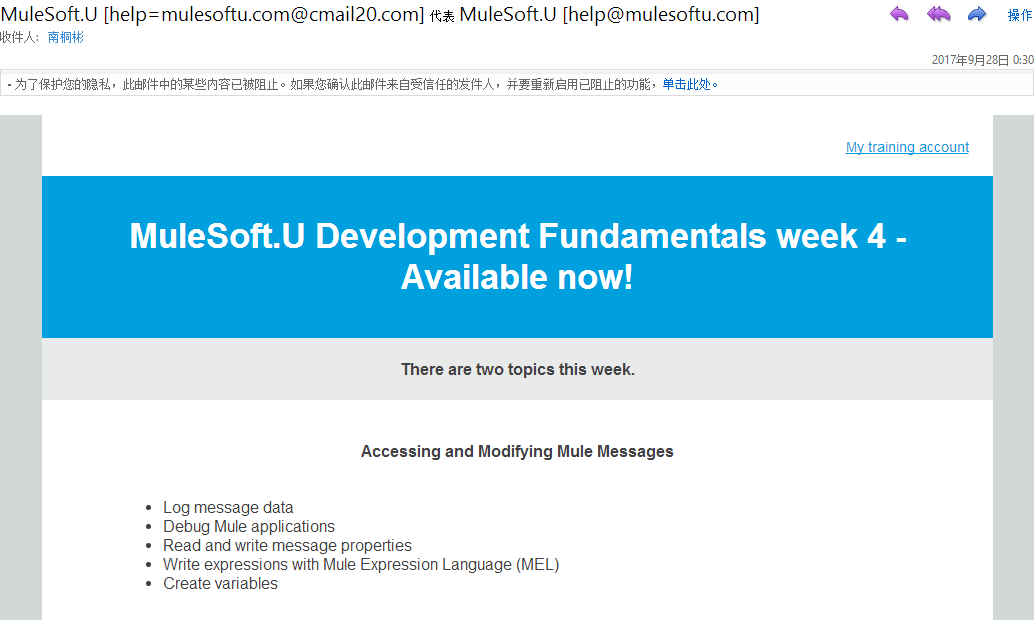 MuleSoft.U [help=mulesoftu.com@cmail20.com] 代表 MuleSoft.U [help@mulesoftu.com]
操作
收件人: 南桐彬
2017年9月28日 0:30
- 为了保护您的隐私，此邮件中的某些内容已被阻止。如果您确认此邮件来自受信任的发件人，并要重新启用已阻止的功能，单击此处。
My training account
MuleSoft.U Development Fundamentals week 4 -
Available now!
There are two topics this week.
Accessing and Modifying Mule Messages
• Log message data
• Debug Mule applications
• Read and write message properties
• Write expressions with Mule Expression Language (MEL)
• Create variables